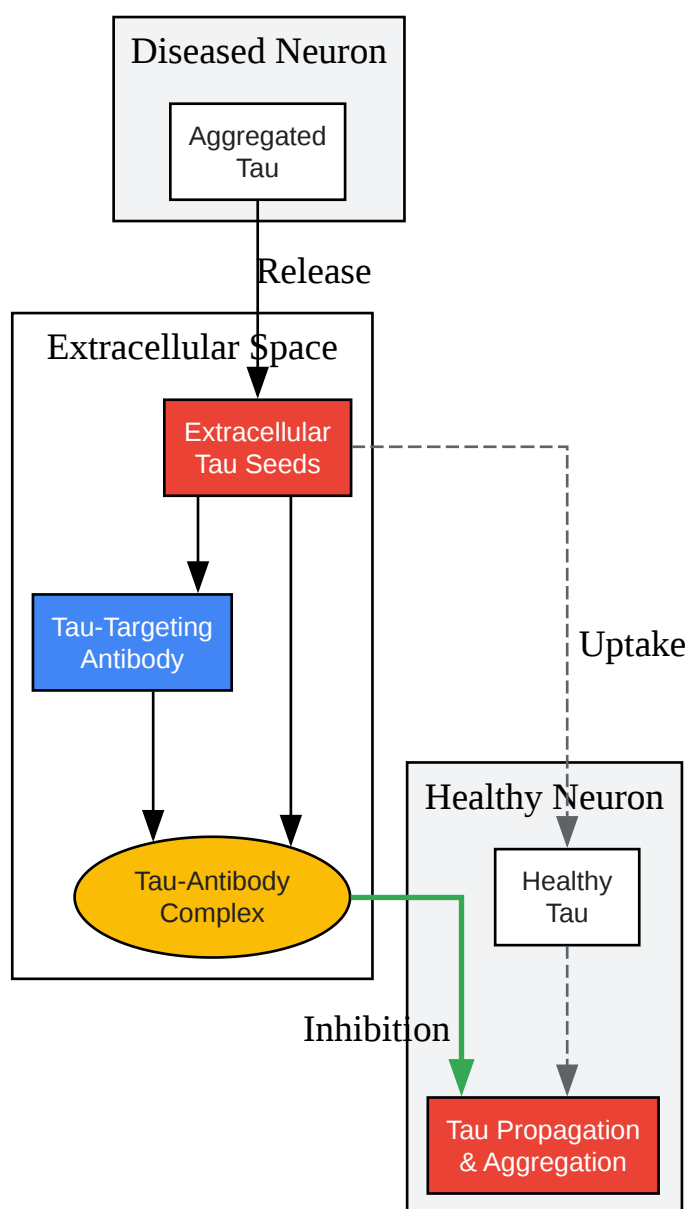 Diseased Neuron
Aggregated
Tau
Release
Extracellular Space
Extracellular
Tau Seeds
Tau-Targeting
Antibody
Uptake
Healthy Neuron
Tau-Antibody
Complex
Healthy
Tau
Inhibition
Tau Propagation
& Aggregation